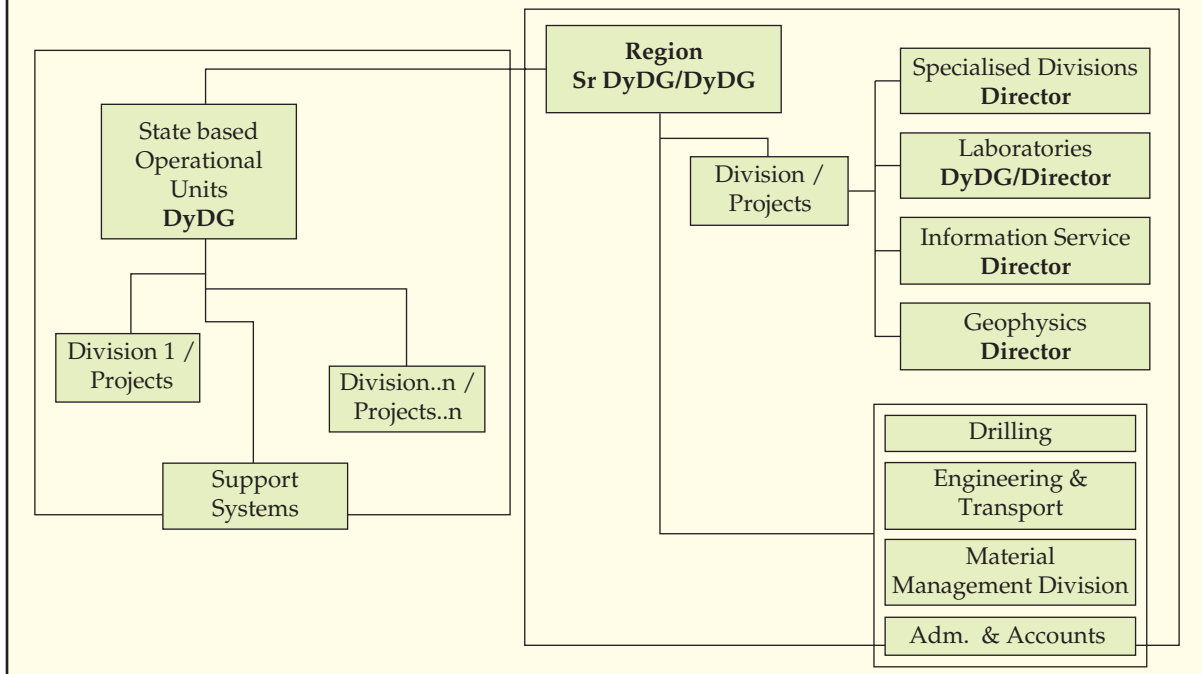 Region
Sr DyDG/DyDG
State based
Operational
Units
DyDG
Division 1 /
Projects
Division..n /
Projects..n
Support
Systems
Division /
Projects
Specialised Divisions
Director
Laboratories
DyDG/Director
Information Service
Director
Geophysics
Director
Drilling
Engineering &
Transport
Material
Management Division
Adm. & Accounts